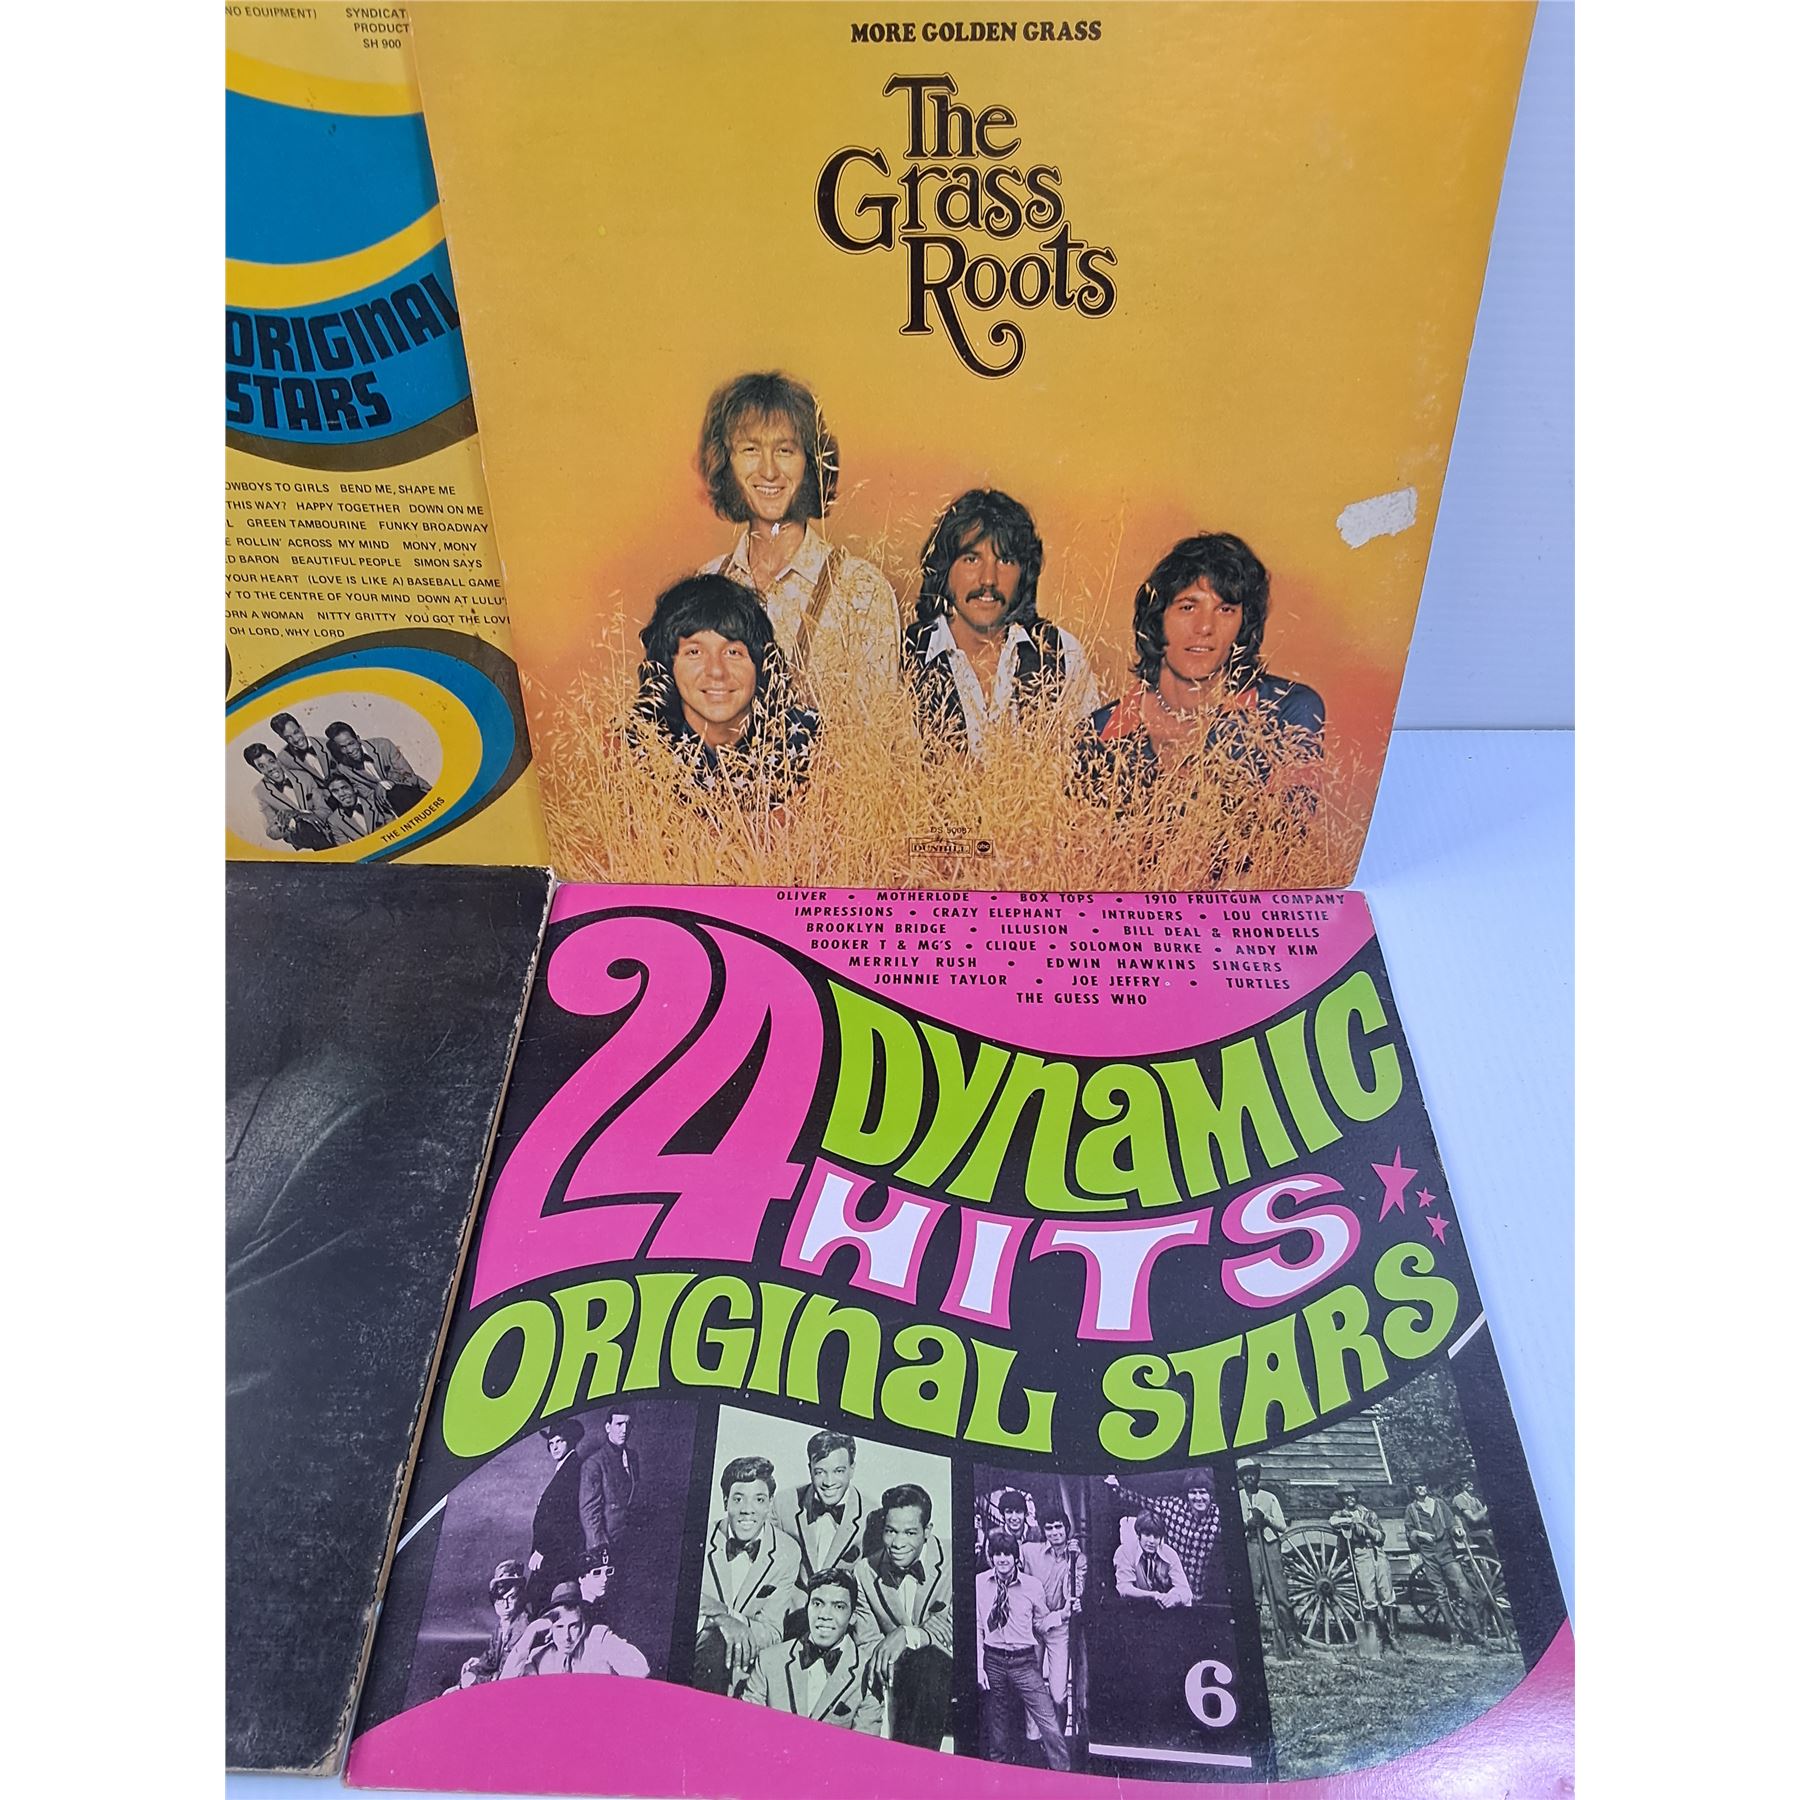 NO EQUIPMENT)
SYNDICAT
PRODUCT
SH 900
ORIGINAL
STARS
OWBOYS TO GIRLS BEND ME, SHAPE ME
THIS WAY? HAPPY TOGETHER DOWN ON ME
L GREEN TAMBOURINE FUNKY BROADWAY
E ROLLIN' ACROSS MY MIND MONY, MONY
D BARON BEAUTIFUL PEOPLE SIMON SAYS
YOUR HEART (LOVE IS LIKE A) BASEBALL GAME
Y TO THE CENTRE OF YOUR MIND DOWN AT LULU'
ORN A WOMAN NITTY GRITTY YOU GOT THE LOVE
OH LORD, WHY LORD
THE INTRUDERS
MORE GOLDEN GRASS
The
Grass
Roots
DS 50087
DUNHILL abc
OLIVER • MOTHERLODE • BOX TOPS • 1910 FRUITGUM COMPANY
IMPRESSIONS • CRAZY ELEPHANT • INTRUDERS • LOU CHRISTIE
BROOKLYN BRIDGE • ILLUSION • BILL DEAL & RHONDELLS
BOOKER T & MG'S • CLIQUE • SOLOMON BURKE • ANDY KIM
MERRILY RUSH • EDWIN HAWKINS SINGERS
JOHNNIE TAYLOR • JOE JEFFRY • TURTLES
THE GUESS WHO
24 DYNAMIC
HITS
ORIGINAL STARS
6